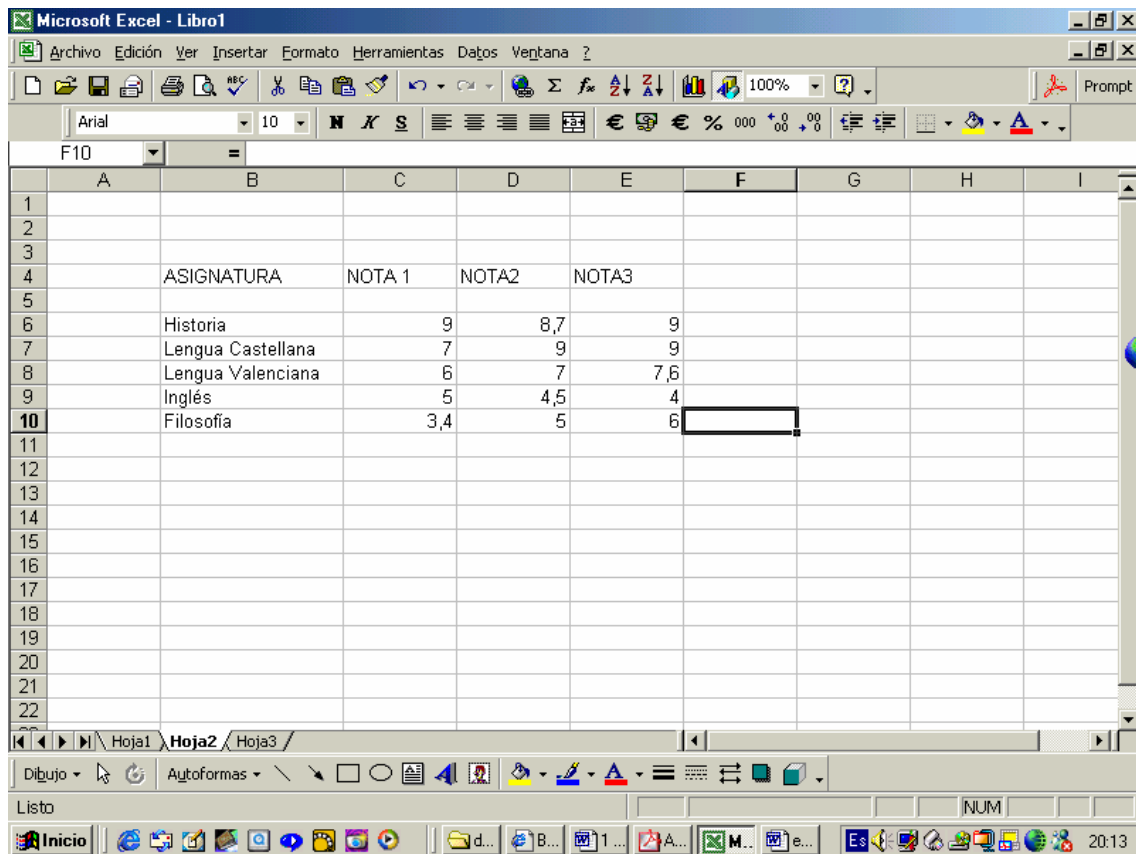 Microsoft Excel - Libro1
Archivo Edición Ver Insertar Formato Herramientas Datos Ventana ?
100% Prompt
Arial 10 N K S € € % 000
F10 =
A B C D E F G H I
1
2
3
4 ASIGNATURA NOTA 1 NOTA2 NOTA3
5
6 Historia 9 8,7 9
7 Lengua Castellana 7 9 9
8 Lengua Valenciana 6 7 7,6
9 Inglés 5 4,5 4
10 Filosofía 3,4 5 6
11
12
13
14
15
16
17
18
19
20
21
22
Hoja1 Hoja2 Hoja3
Dibujo Autoformas
Listo NUM
Inicio d... B... 1 ... A... M.. e... Es 20:13